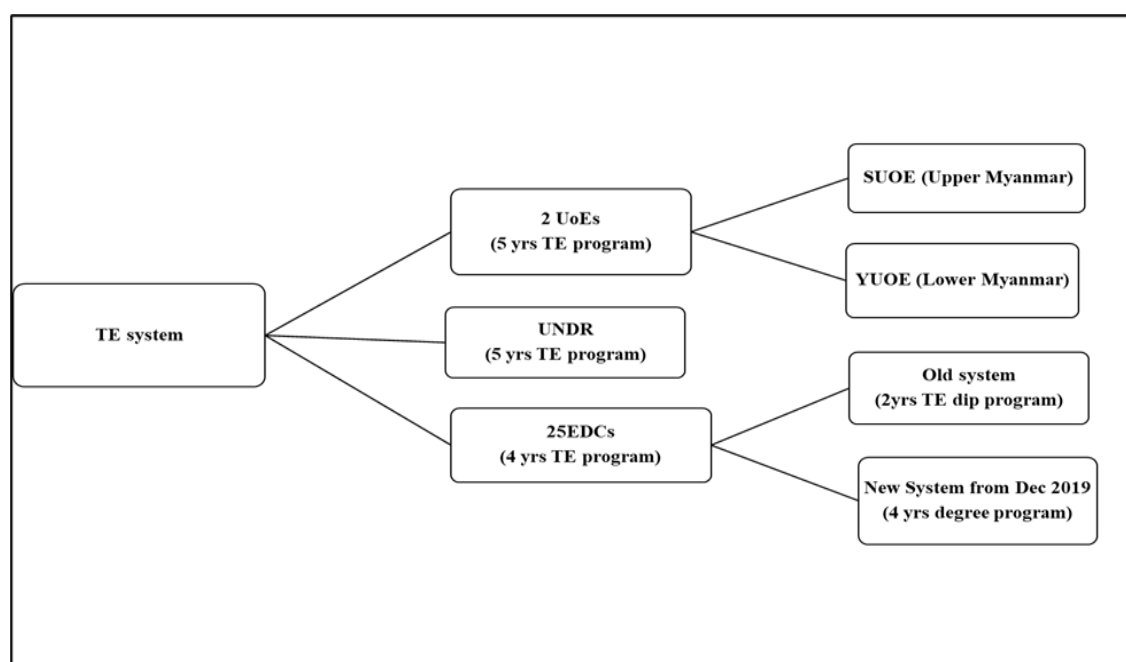 TE system
2 UoEs
(5 yrs TE program)
UNDR
(5 yrs TE program)
25EDCs
(4 yrs TE program)
SUOE (Upper Myanmar)
YUOE (Lower Myanmar)
Old system
(2yrs TE dip program)
New System from Dec 2019
(4 yrs degree program)